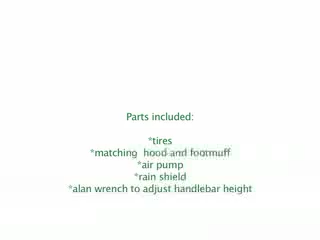 Parts included:
*tires
*matching hood and footmuff
*air pump
*rain shield
*alan wrench to adjust handlebar height